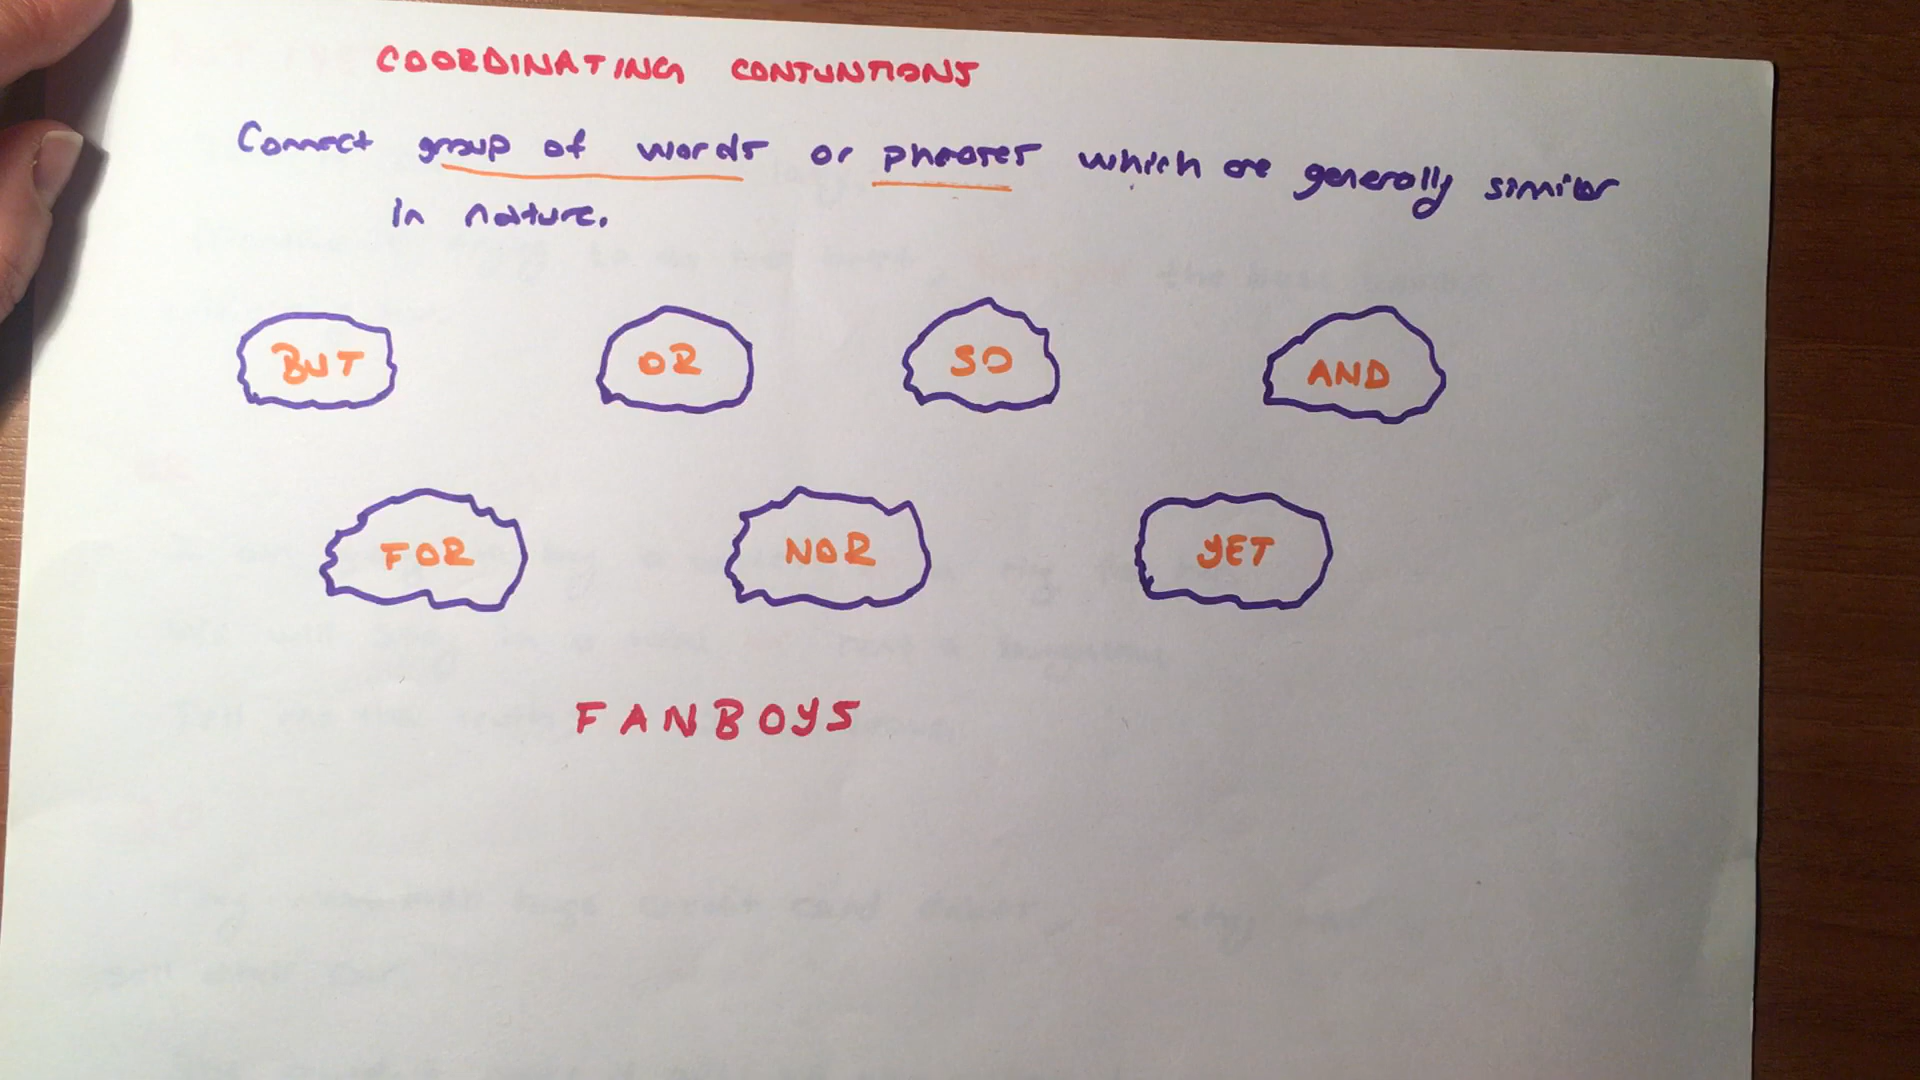 COORDINATING CONJUNTIONS
Connect group of words or phrases which are generally similar
in nature.
BUT OR SO AND
FOR NOR YET
FANBOYS